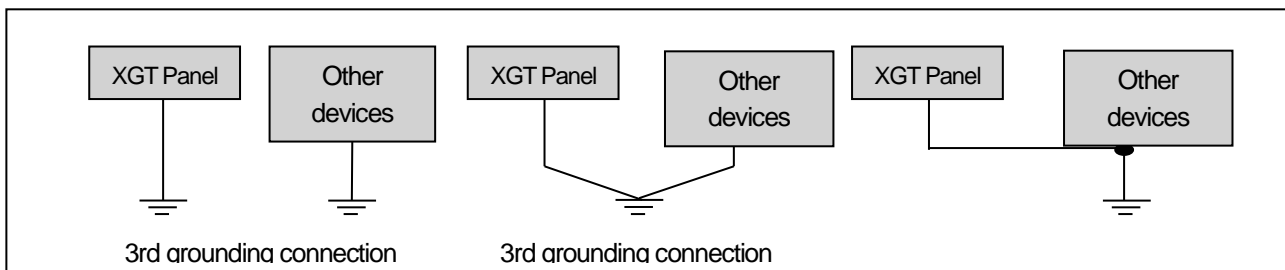 XGT Panel
Other
devices
XGT Panel
Other
devices
XGT Panel
Other
devices
3rd grounding connection
3rd grounding connection